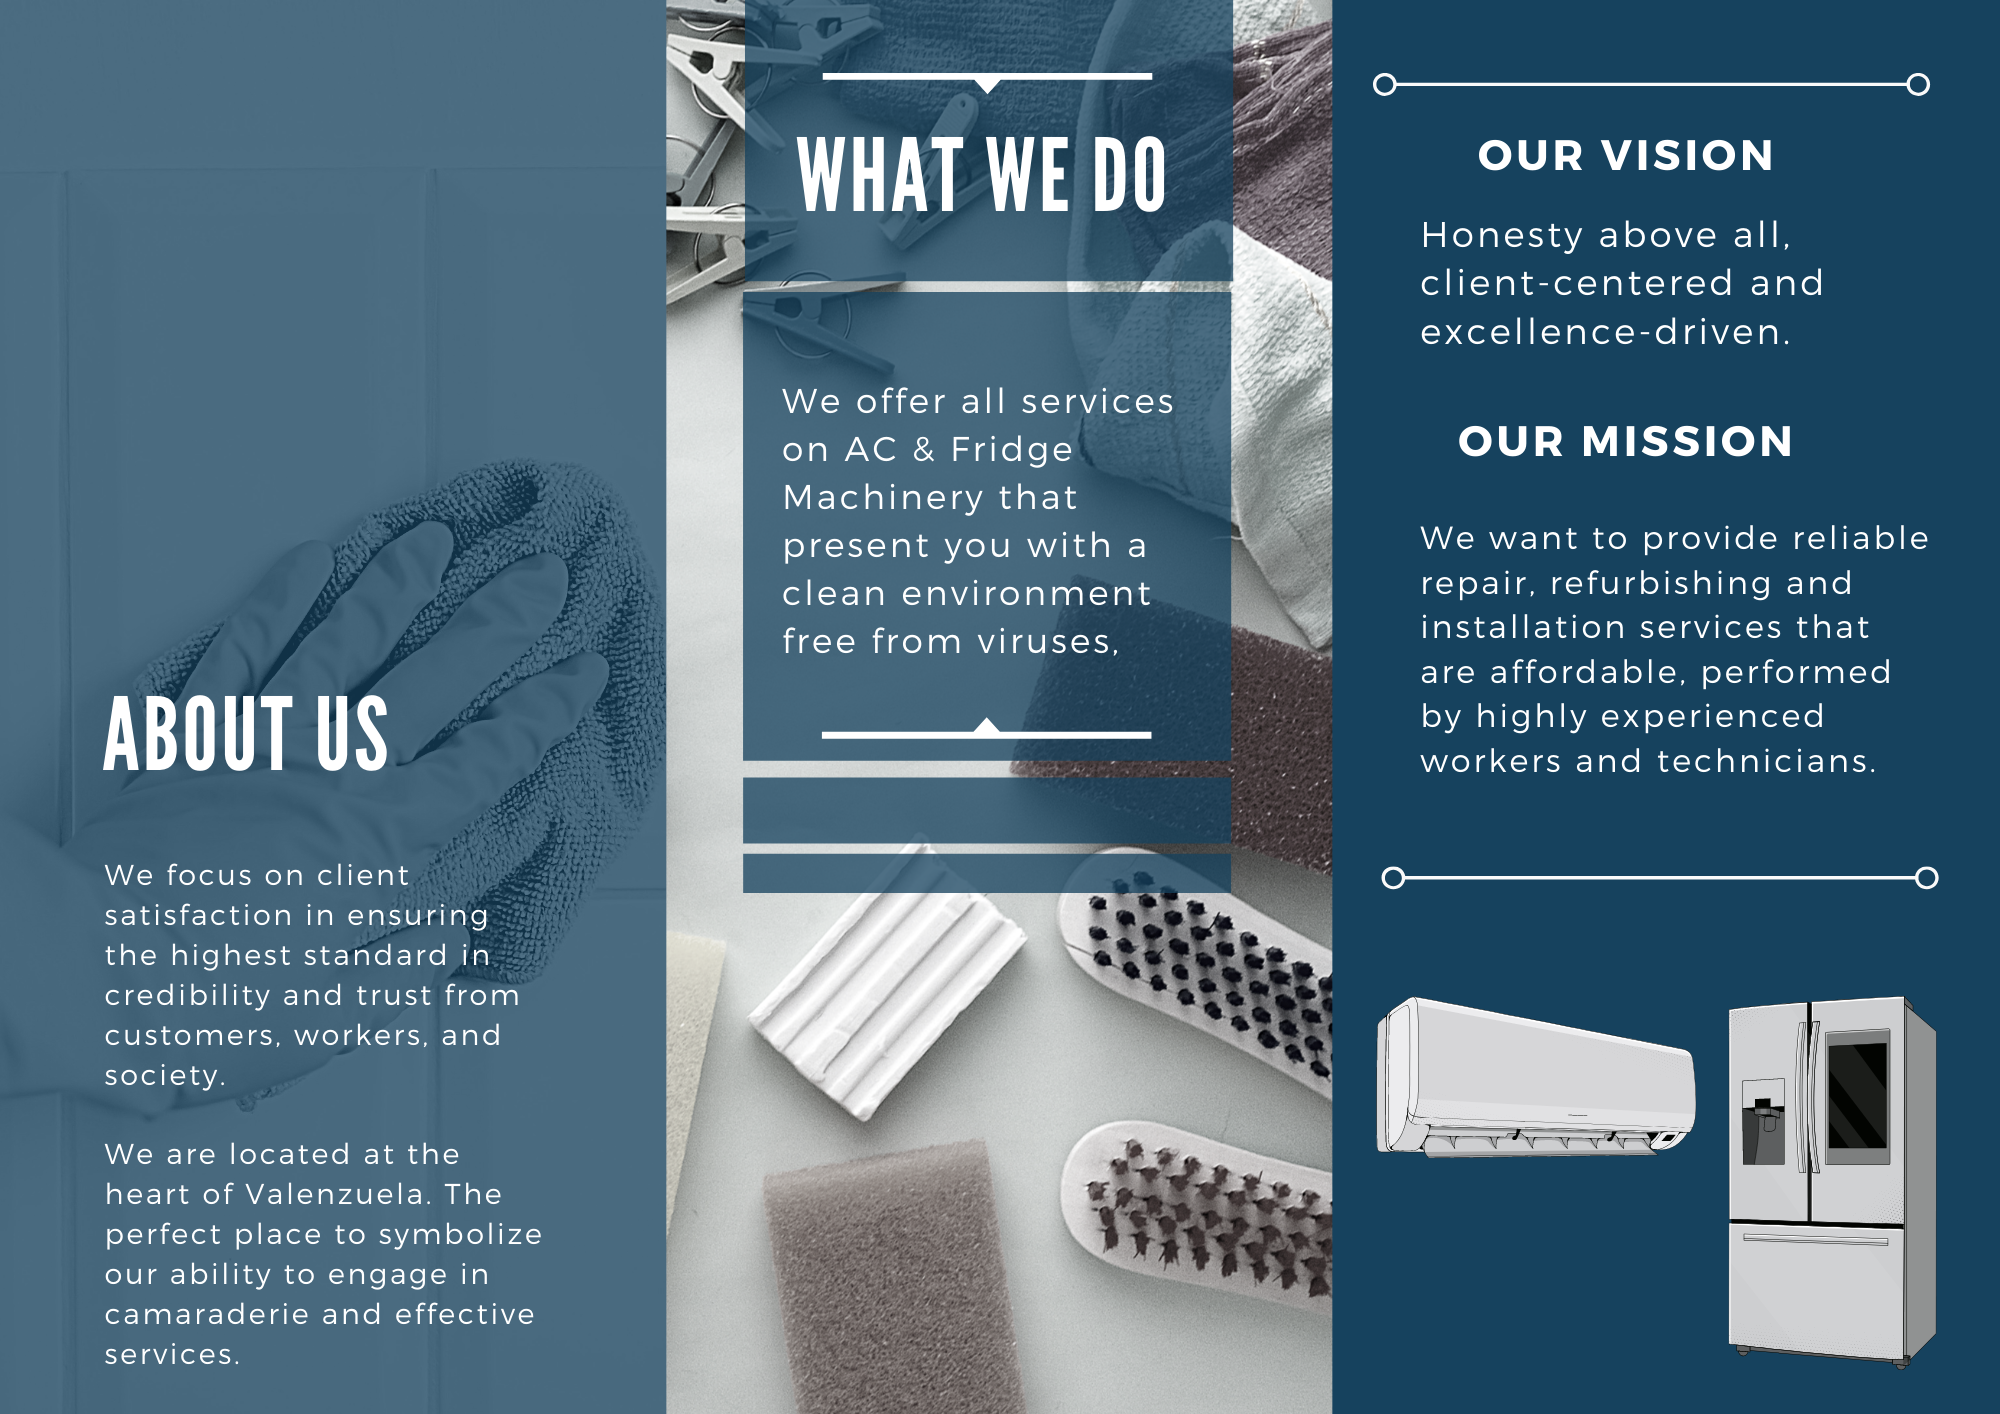 ABOUT US
We focus on client
satisfaction in ensuring
the highest standard in
credibility and trust from
customers, workers, and
society.
We are located at the
heart of Valenzuela. The
perfect place to symbolize
our ability to engage in
camaraderie and effective
services.
WHAT WE DO
We offer all services
on AC & Fridge
Machinery that
present you with a
clean environment
free from viruses,
OUR VISION
Honesty above all,
client-centered and
excellence-driven.
OUR MISSION
We want to provide reliable
repair, refurbishing and
installation services that
are affordable, performed
by highly experienced
workers and technicians.